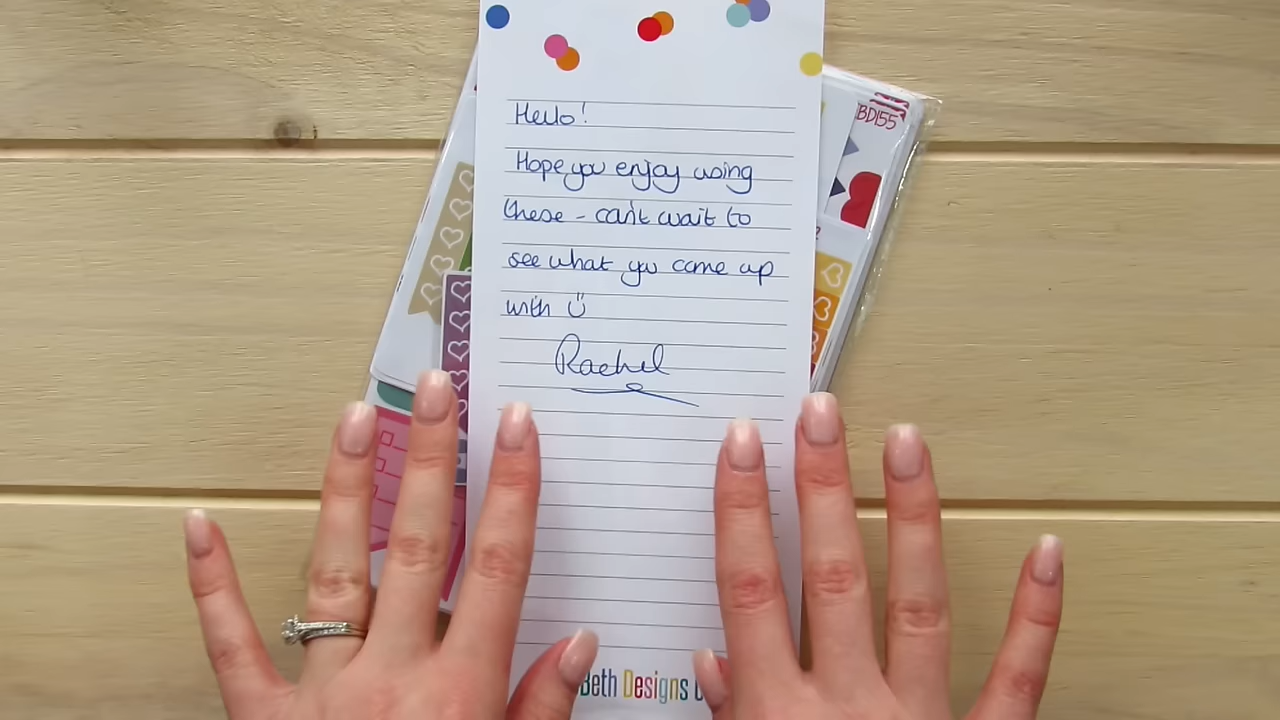 BD155
Hello!
Hope you enjoy using
these - can't wait to
see what you come up
with
Rachel
Beth Designs